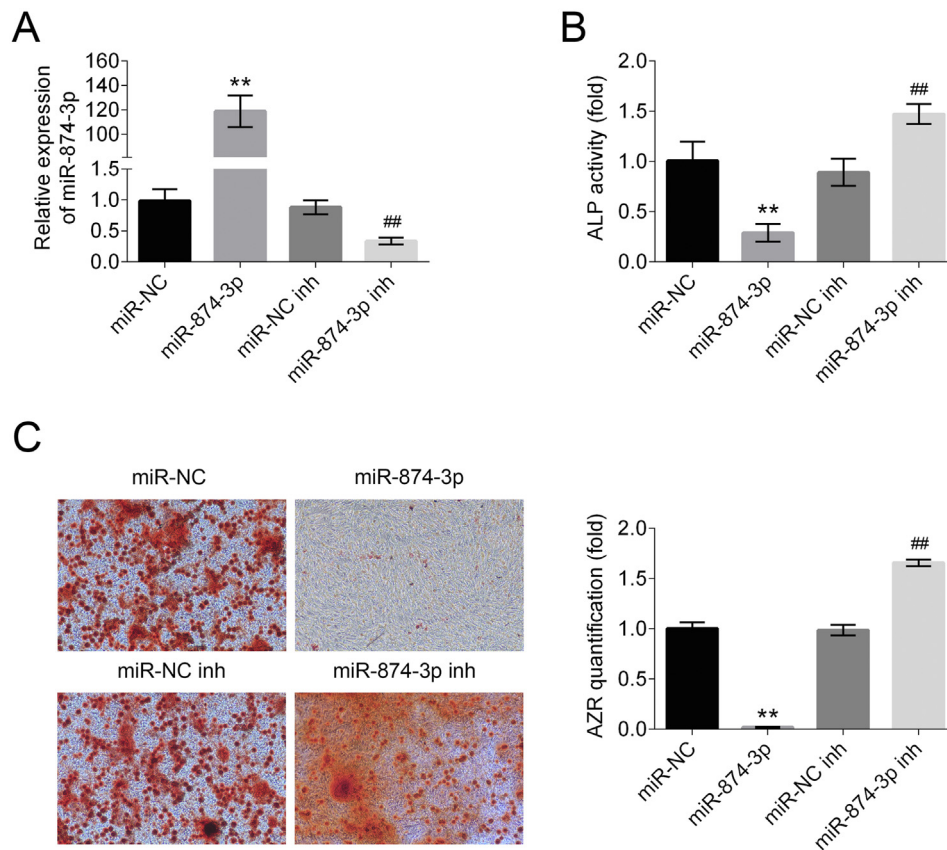 A
Relative expression
of miR-874-3p
160
140
120
100
1.5
1.0
0.5
0.0
**
##
miR-NC
miR-874-3p
miR-NC inh
miR-874-3p inh
B
ALP activity (fold)
2.0
1.5
1.0
0.5
0.0
**
##
miR-NC
miR-874-3p
miR-NC inh
miR-874-3p inh
C
miR-NC
miR-874-3p
miR-NC inh
miR-874-3p inh
AZR quantification (fold)
2.0
1.5
1.0
0.5
0.0
**
##
miR-NC
miR-874-3p
miR-NC inh
miR-874-3p inh